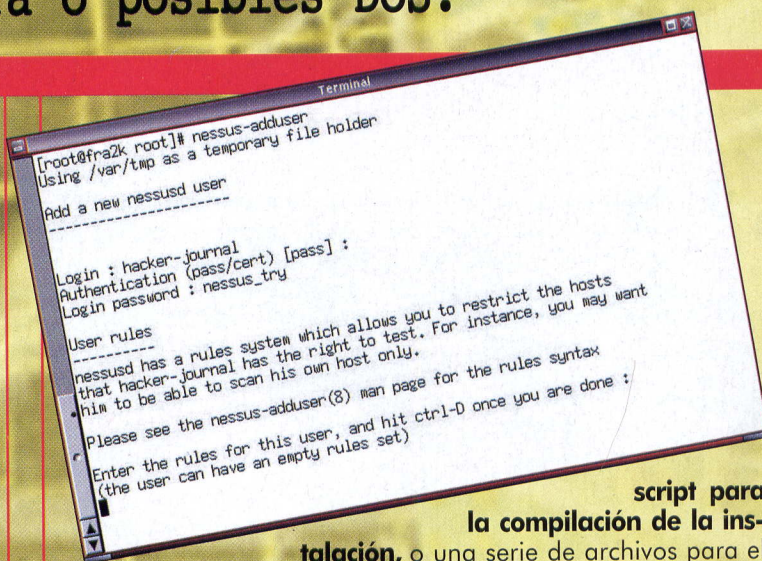 o posibles DoS.
Terminal
[root@fra2k root]# nessus-adduser
Using /var/tmp as a temporary file holder
Add a new nessusd user
----------------------
Login : hacker-journal
Authentication (pass/cert) [pass] :
Login password : nessus_try
User rules
----------
nessusd has a rules system which allows you to restrict the hosts
that hacker-journal has the right to test. For instance, you may want
him to be able to scan his own host only.
Please see the nessus-adduser(8) man page for the rules syntax
Enter the rules for this user, and hit ctrl-D once you are done :
(the user can have an empty rules set)
script para
la compilación de la ins-
talación, o una serie de archivos para e